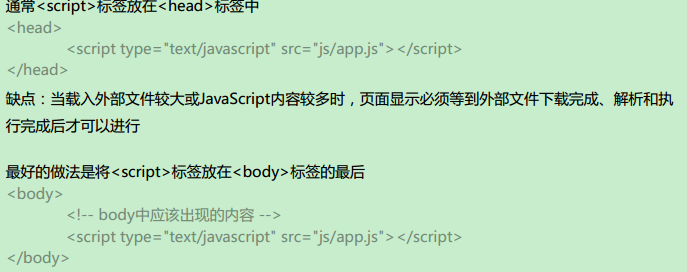 通常<script>标签放在<head>标签中
<head>
<script type="text/javascript" src="js/app.js"></script>
</head>
缺点：当载入外部文件较大或JavaScript内容较多时，页面显示必须等到外部文件下载完成、解析和执
行完成后才可以进行
最好的做法是将<script>标签放在<body>标签的最后
<body>
<!-- body中应该出现的内容 -->
<script type="text/javascript" src="js/app.js"></script>
</body>